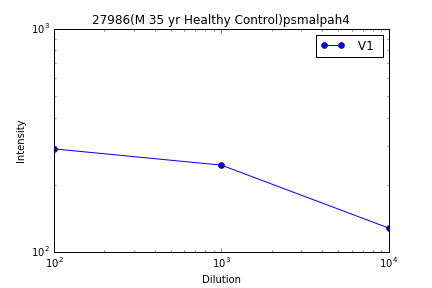 27986(M 35 yr Healthy Control)psmalpah4
10³
V1
Intensity
10²
10² 10³ 10⁴
Dilution